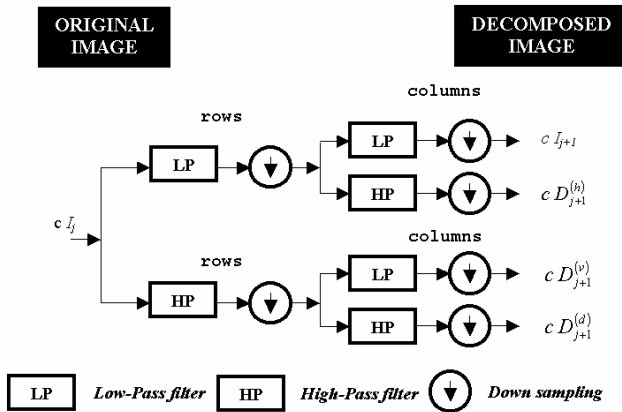 ORIGINAL
IMAGE
DECOMPOSED
IMAGE
columns
rows
LP
LP
c I_{j+1}
HP
c D_{j+1}^{(h)}
c I_j
columns
rows
HP
LP
c D_{j+1}^{(v)}
HP
c D_{j+1}^{(d)}
LP Low-Pass filter HP High-Pass filter Down sampling